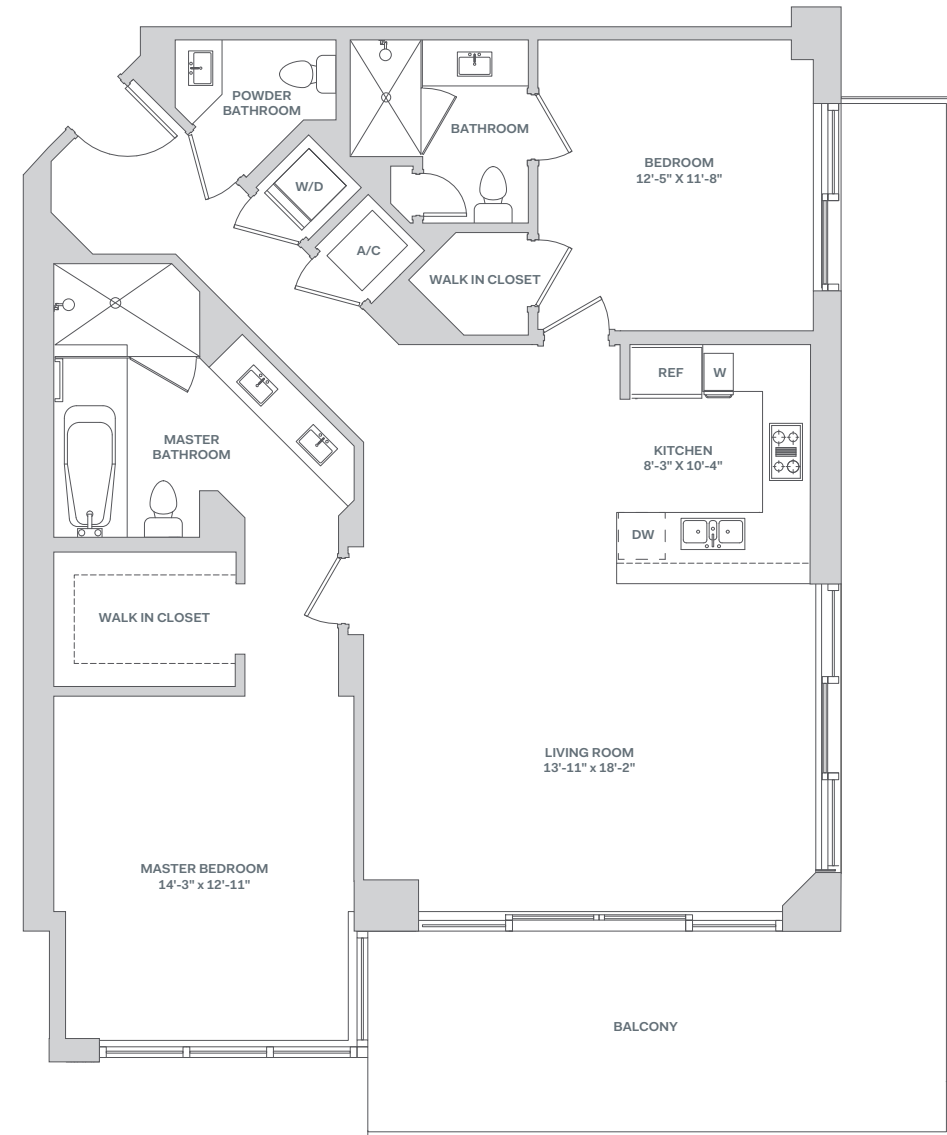 POWDER
BATHROOM
BATHROOM
BEDROOM
12'-5" X 11'-8"
W/D
A/C
WALK IN CLOSET
REF
W
MASTER
BATHROOM
KITCHEN
8'-3" X 10'-4"
DW
WALK IN CLOSET
LIVING ROOM
13'-11" x 18'-2"
MASTER BEDROOM
14'-3" x 12'-11"
BALCONY